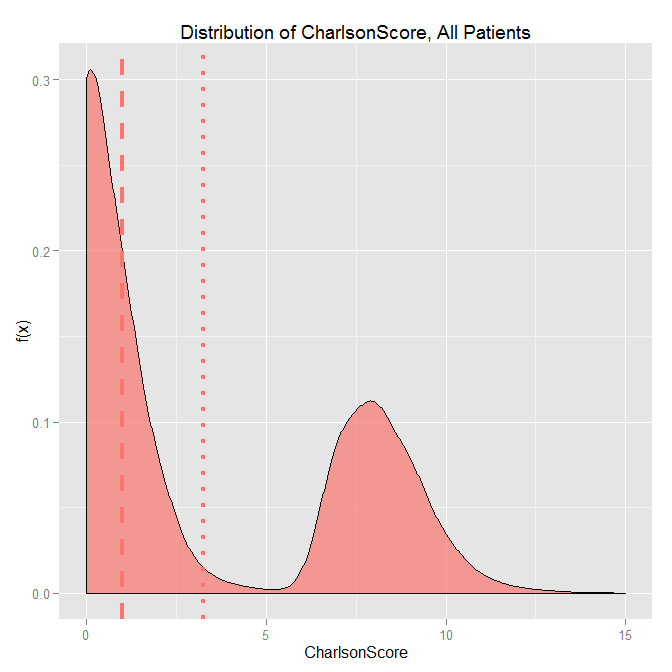 Distribution of CharlsonScore, All Patients
0.3
0.2
0.1
0.0
f(x)
0 5 10 15
CharlsonScore